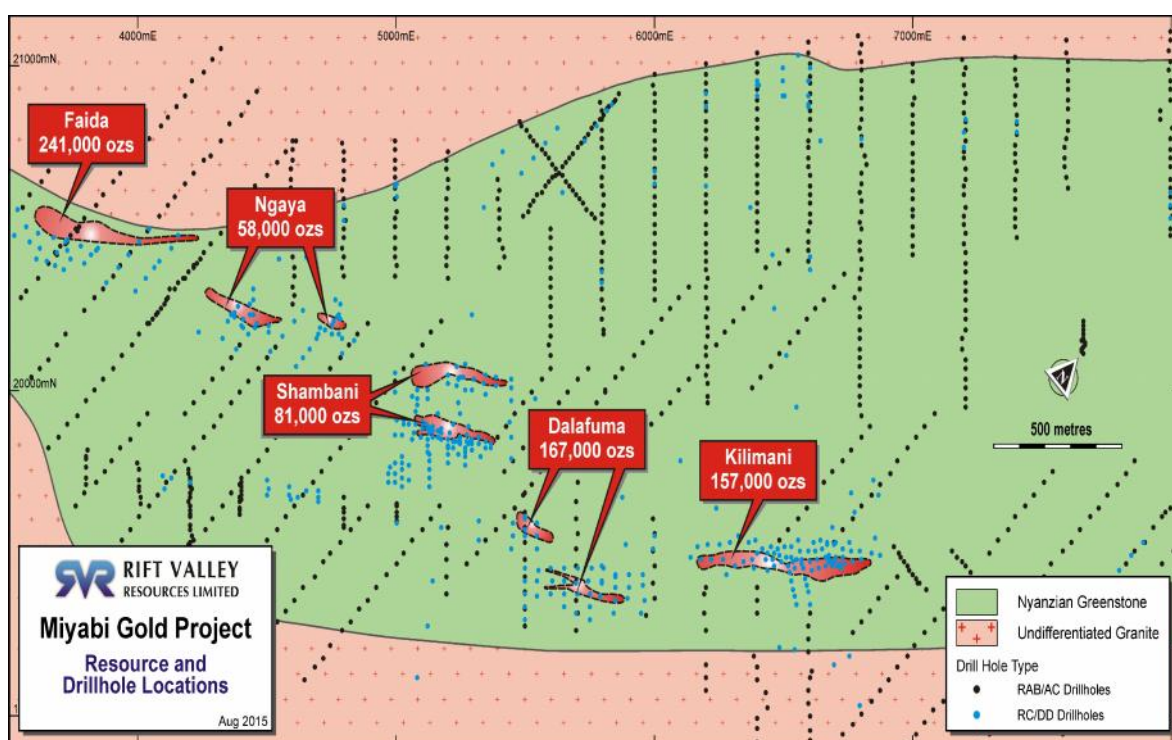 4000mE
5000mE
6000mE
7000mE
21000mN
Faida
241,000 ozs
Ngaya
58,000 ozs
20000mN
Shambani
81,000 ozs
Dalafuma
167,000 ozs
Kilimani
157,000 ozs
N
500 metres
RVR
RIFT VALLEY
RESOURCES LIMITED
Miyabi Gold Project
Resource and
Drillhole Locations
Aug 2015
Nyanzian Greenstone
Undifferentiated Granite
Drill Hole Type
RAB/AC Drillholes
RC/DD Drillholes